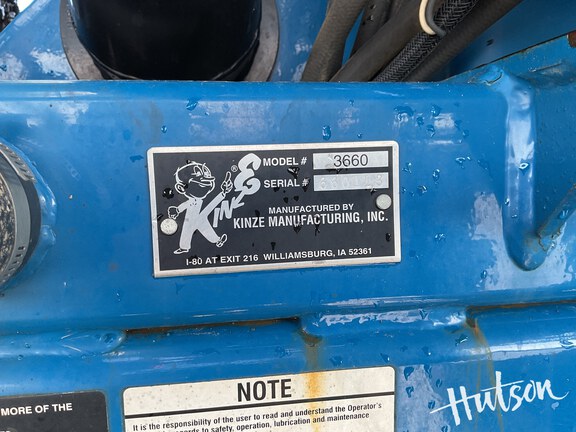 MODEL # 3660
SERIAL #
KINZE
®
MANUFACTURED BY
KINZE MANUFACTURING, INC.
I-80 AT EXIT 216 WILLIAMSBURG, IA 52361
MORE OF THE
NOTE
It is the responsibility of the user to read and understand the Operator's
to safety, operation, lubrication and maintenance
Hutson